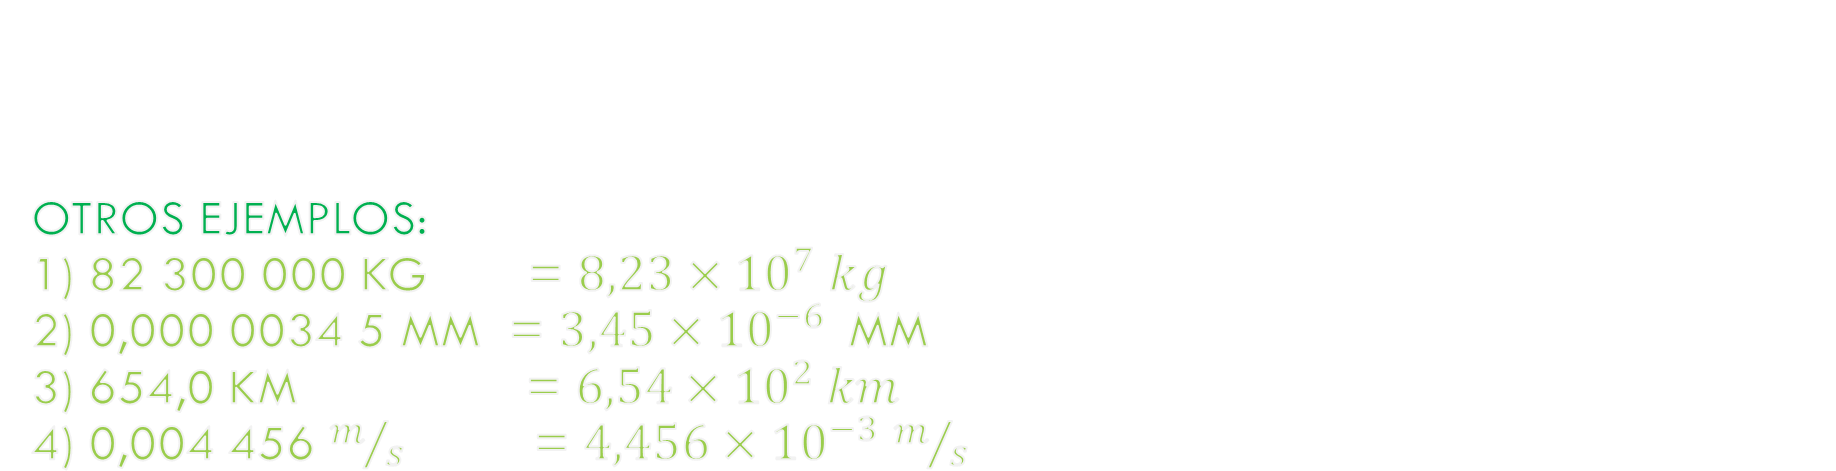 OTROS EJEMPLOS:
1) 82 300 000 KG = 8,23 × 10⁷ kg
2) 0,000 0034 5 MM = 3,45 × 10⁻⁶ MM
3) 654,0 KM = 6,54 × 10² km
4) 0,004 456 m/s = 4,456 × 10⁻³ m/s